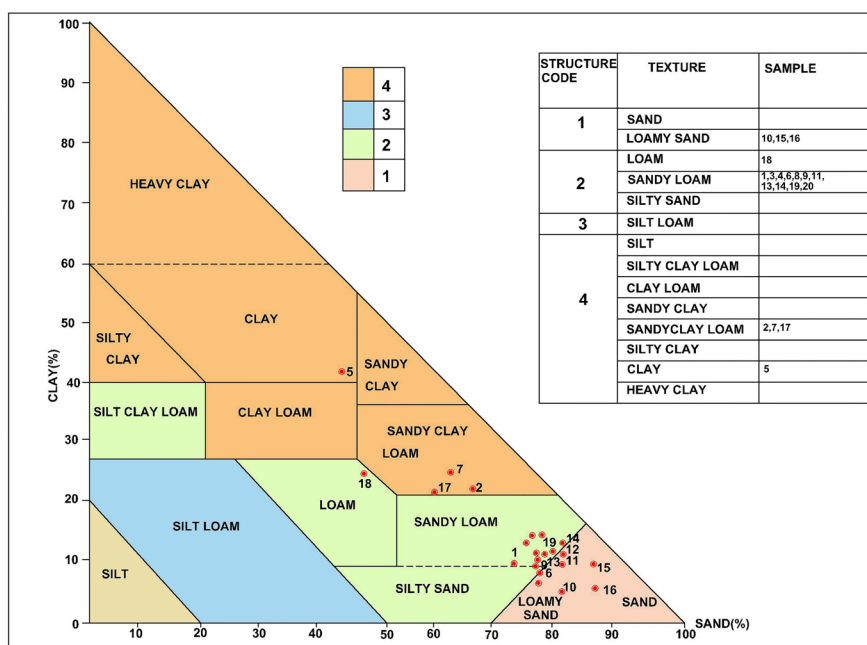 100
90
80
70
60
50
40
30
20
10
0
CLAY(%)
10
20
30
40
50
60
70
80
90
100
SAND(%)
4
3
2
1
HEAVY CLAY
CLAY
SILTY
CLAY
SANDY
CLAY
SILT CLAY LOAM
CLAY LOAM
SANDY CLAY
LOAM
LOAM
SILT LOAM
SANDY LOAM
SILT
SILTY SAND
LOAMY
SAND
SAND
5
7
18
17
2
19
14
1
12
13
9
11
15
6
10
16
STRUCTURE
CODE
TEXTURE
SAMPLE
1
SAND
LOAMY SAND
10,15,16
2
LOAM
18
SANDY LOAM
1,3,4,6,8,9,11,
13,14,19,20
SILTY SAND
3
SILT LOAM
4
SILT
SILTY CLAY LOAM
CLAY LOAM
SANDY CLAY
SANDYCLAY LOAM
2,7,17
SILTY CLAY
CLAY
5
HEAVY CLAY